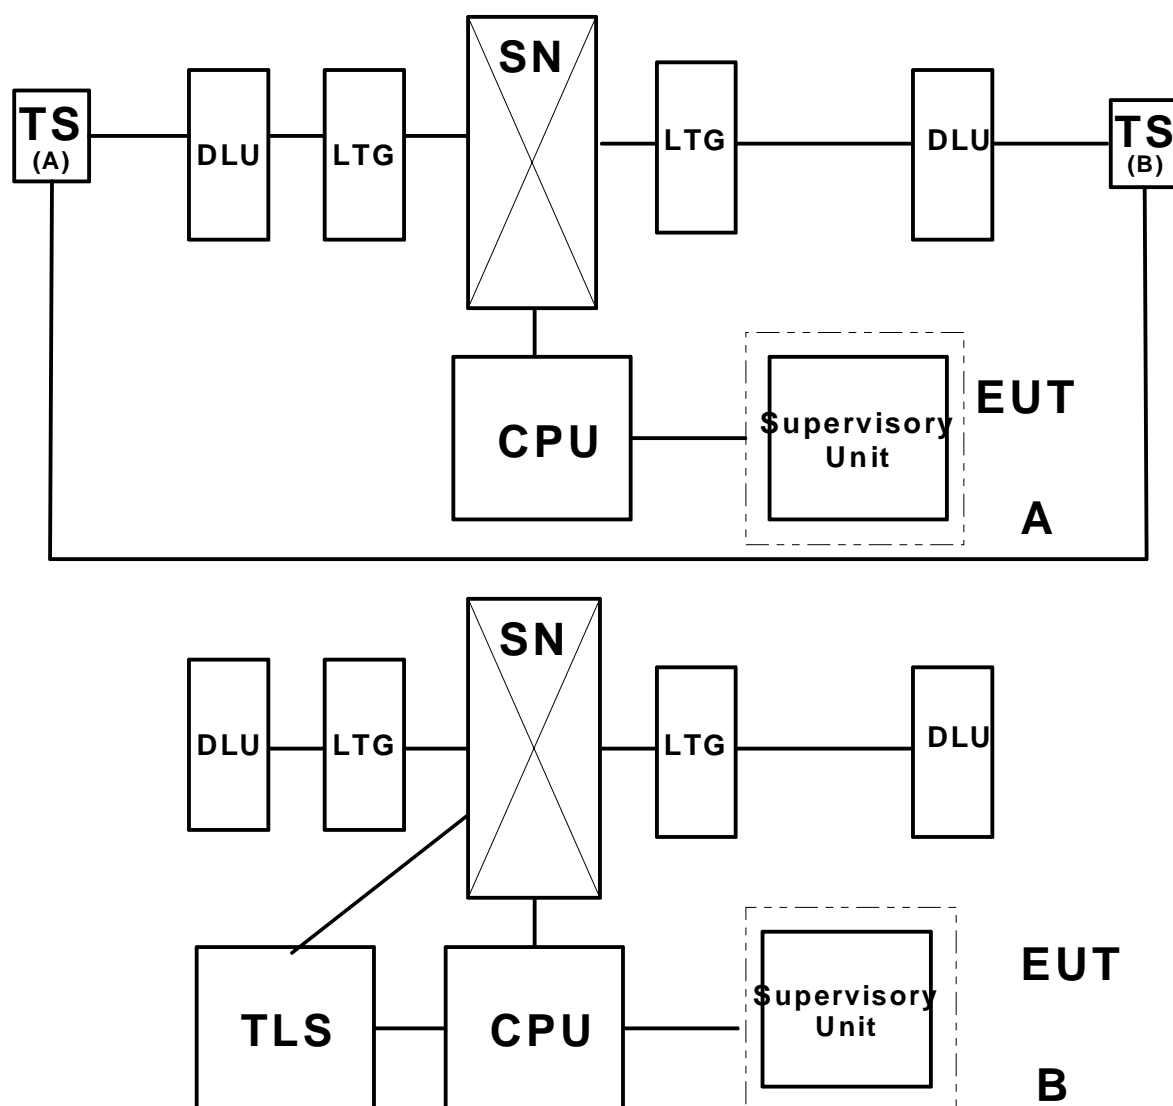 SN
TS
(A)
DLU
LTG
LTG
DLU
TS
(B)
CPU
Supervisory
Unit
EUT
A
SN
DLU
LTG
LTG
DLU
TLS
CPU
Supervisory
Unit
EUT
B